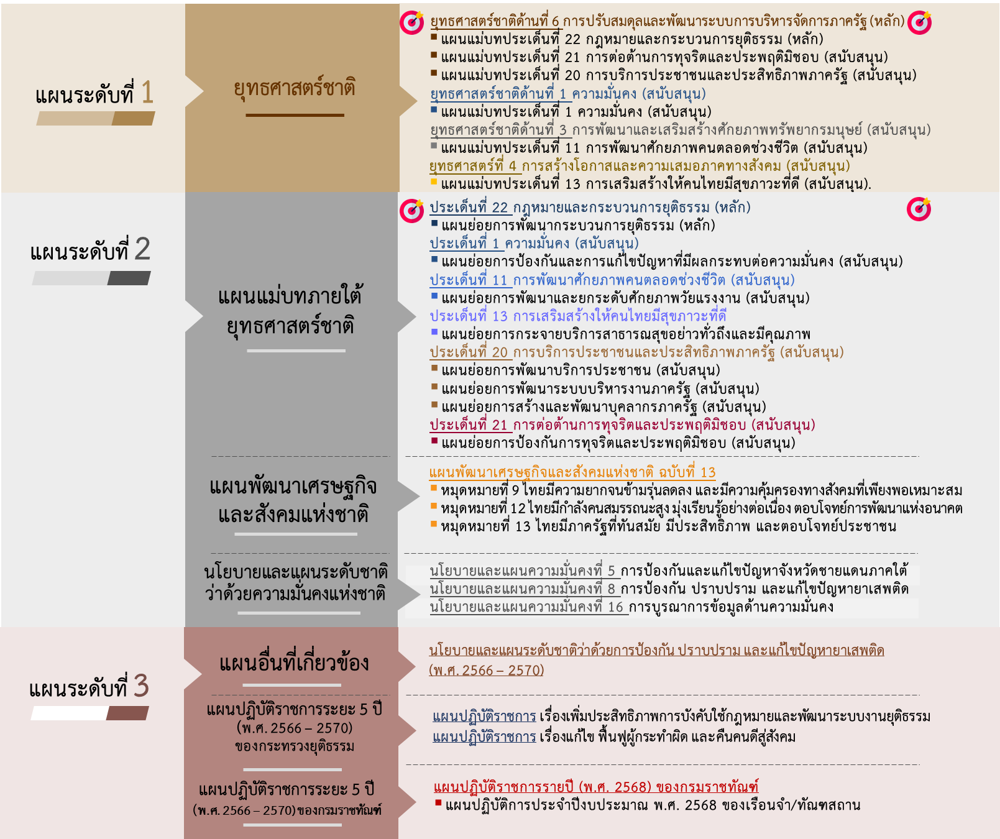 แผนระดับที่ 1
ยุทธศาสตร์ชาติ
ยุทธศาสตร์ชาติด้านที่ 6 การปรับสมดุลและพัฒนาระบบการบริหารจัดการภาครัฐ (หลัก)
แผนแม่บทประเด็นที่ 22 กฎหมายและกระบวนการยุติธรรม (หลัก)
แผนแม่บทประเด็นที่ 21 การต่อต้านการทุจริตและประพฤติมิชอบ (สนับสนุน)
แผนแม่บทประเด็นที่ 20 การบริการประชาชนและประสิทธิภาพภาครัฐ (สนับสนุน)
ยุทธศาสตร์ชาติด้านที่ 1 ความมั่นคง (สนับสนุน)
แผนแม่บทประเด็นที่ 1 ความมั่นคง (สนับสนุน)
ยุทธศาสตร์ชาติด้านที่ 3 การพัฒนาและเสริมสร้างศักยภาพทรัพยากรมนุษย์ (สนับสนุน)
แผนแม่บทประเด็นที่ 11 การพัฒนาศักยภาพคนตลอดช่วงชีวิต (สนับสนุน)
ยุทธศาสตร์ที่ 4 การสร้างโอกาสและความเสมอภาคทางสังคม (สนับสนุน)
แผนแม่บทประเด็นที่ 13 การเสริมสร้างให้คนไทยมีสุขภาวะที่ดี (สนับสนุน).
แผนระดับที่ 2
แผนแม่บทภายใต้
ยุทธศาสตร์ชาติ
ประเด็นที่ 22 กฎหมายและกระบวนการยุติธรรม (หลัก)
แผนย่อยการพัฒนากระบวนการยุติธรรม (หลัก)
ประเด็นที่ 1 ความมั่นคง (สนับสนุน)
แผนย่อยการป้องกันและการแก้ไขปัญหาที่มีผลกระทบต่อความมั่นคง (สนับสนุน)
ประเด็นที่ 11 การพัฒนาศักยภาพคนตลอดช่วงชีวิต (สนับสนุน)
แผนย่อยการพัฒนาและยกระดับศักยภาพวัยแรงงาน (สนับสนุน)
ประเด็นที่ 13 การเสริมสร้างให้คนไทยมีสุขภาวะที่ดี
แผนย่อยการกระจายบริการสาธารณสุขอย่าวทั่วถึงและมีคุณภาพ
ประเด็นที่ 20 การบริการประชาชนและประสิทธิภาพภาครัฐ (สนับสนุน)
แผนย่อยการพัฒนาบริการประชาชน (สนับสนุน)
แผนย่อยการพัฒนาระบบบริหารงานภาครัฐ (สนับสนุน)
แผนย่อยการสร้างและพัฒนาบุคลากรภาครัฐ (สนับสนุน)
ประเด็นที่ 21 การต่อต้านการทุจริตและประพฤติมิชอบ (สนับสนุน)
แผนย่อยการป้องกันการทุจริตและประพฤติมิชอบ (สนับสนุน)
แผนพัฒนาเศรษฐกิจ
และสังคมแห่งชาติ
แผนพัฒนาเศรษฐกิจและสังคมแห่งชาติ ฉบับที่ 13
หมุดหมายที่ 9 ไทยมีความยากจนข้ามรุ่นลดลง และมีความคุ้มครองทางสังคมที่เพียงพอเหมาะสม
หมุดหมายที่ 12 ไทยมีกำลังคนสมรรถนะสูง มุ่งเรียนรู้อย่างต่อเนื่อง ตอบโจทย์การพัฒนาแห่งอนาคต
หมุดหมายที่ 13 ไทยมีภาครัฐที่ทันสมัย มีประสิทธิภาพ และตอบโจทย์ประชาชน
นโยบายและแผนระดับชาติ
ว่าด้วยความมั่นคงแห่งชาติ
นโยบายและแผนความมั่นคงที่ 5 การป้องกันและแก้ไขปัญหาจังหวัดชายแดนภาคใต้
นโยบายและแผนความมั่นคงที่ 8 การป้องกัน ปราบปราม และแก้ไขปัญหายาเสพติด
นโยบายและแผนความมั่นคงที่ 16 การบูรณาการข้อมูลด้านความมั่นคง
แผนระดับที่ 3
แผนอื่นที่เกี่ยวข้อง
นโยบายและแผนระดับชาติว่าด้วยการป้องกัน ปราบปราม และแก้ไขปัญหายาเสพติด
(พ.ศ. 2566 – 2570)
แผนปฏิบัติราชการระยะ 5 ปี
(พ.ศ. 2566 – 2570)
ของกระทรวงยุติธรรม
แผนปฏิบัติราชการ เรื่องเพิ่มประสิทธิภาพการบังคับใช้กฎหมายและพัฒนาระบบงานยุติธรรม
แผนปฏิบัติราชการ เรื่องแก้ไข ฟื้นฟูผู้กระทำผิด และคืนคนดีสู่สังคม
แผนปฏิบัติราชการระยะ 5 ปี
(พ.ศ. 2566 – 2570) ของกรมราชทัณฑ์
แผนปฏิบัติราชการรายปี (พ.ศ. 2568) ของกรมราชทัณฑ์
แผนปฏิบัติการประจำปีงบประมาณ พ.ศ. 2568 ของเรือนจำ/ทัณฑสถาน